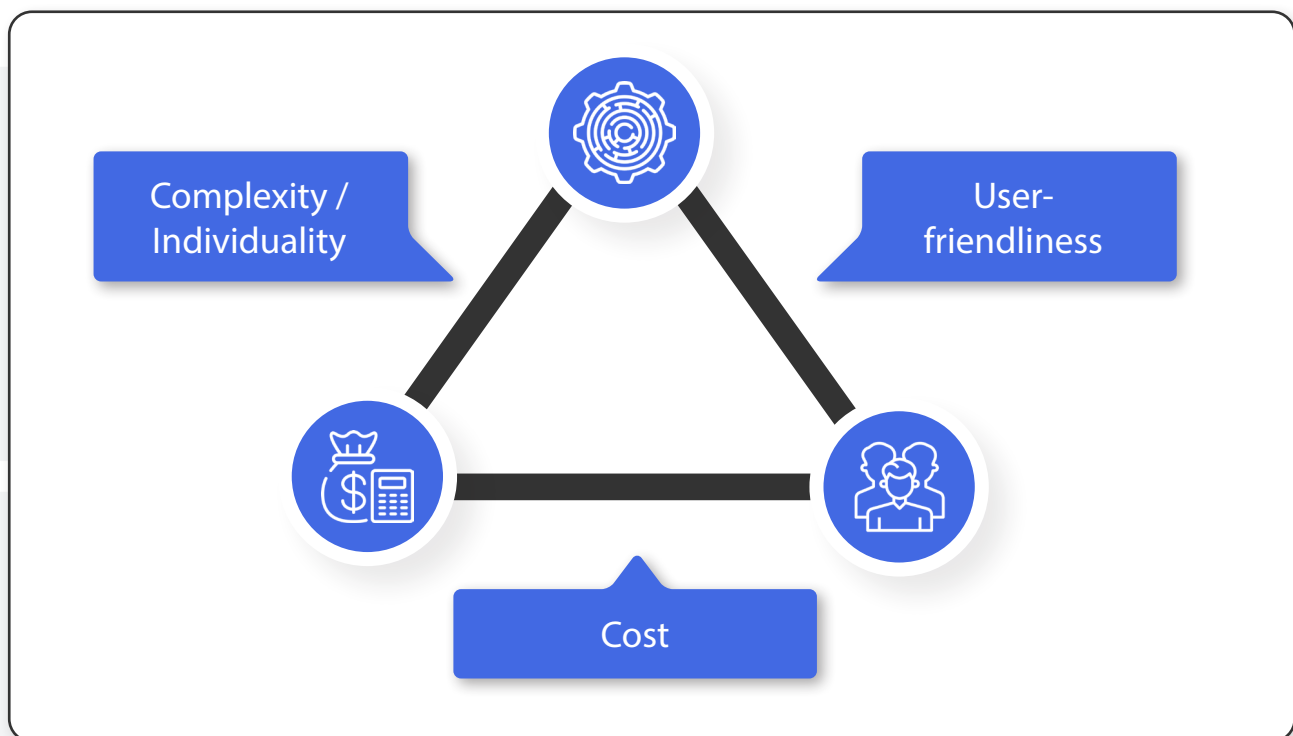 Complexity /
Individuality
User-
friendliness
$
Cost